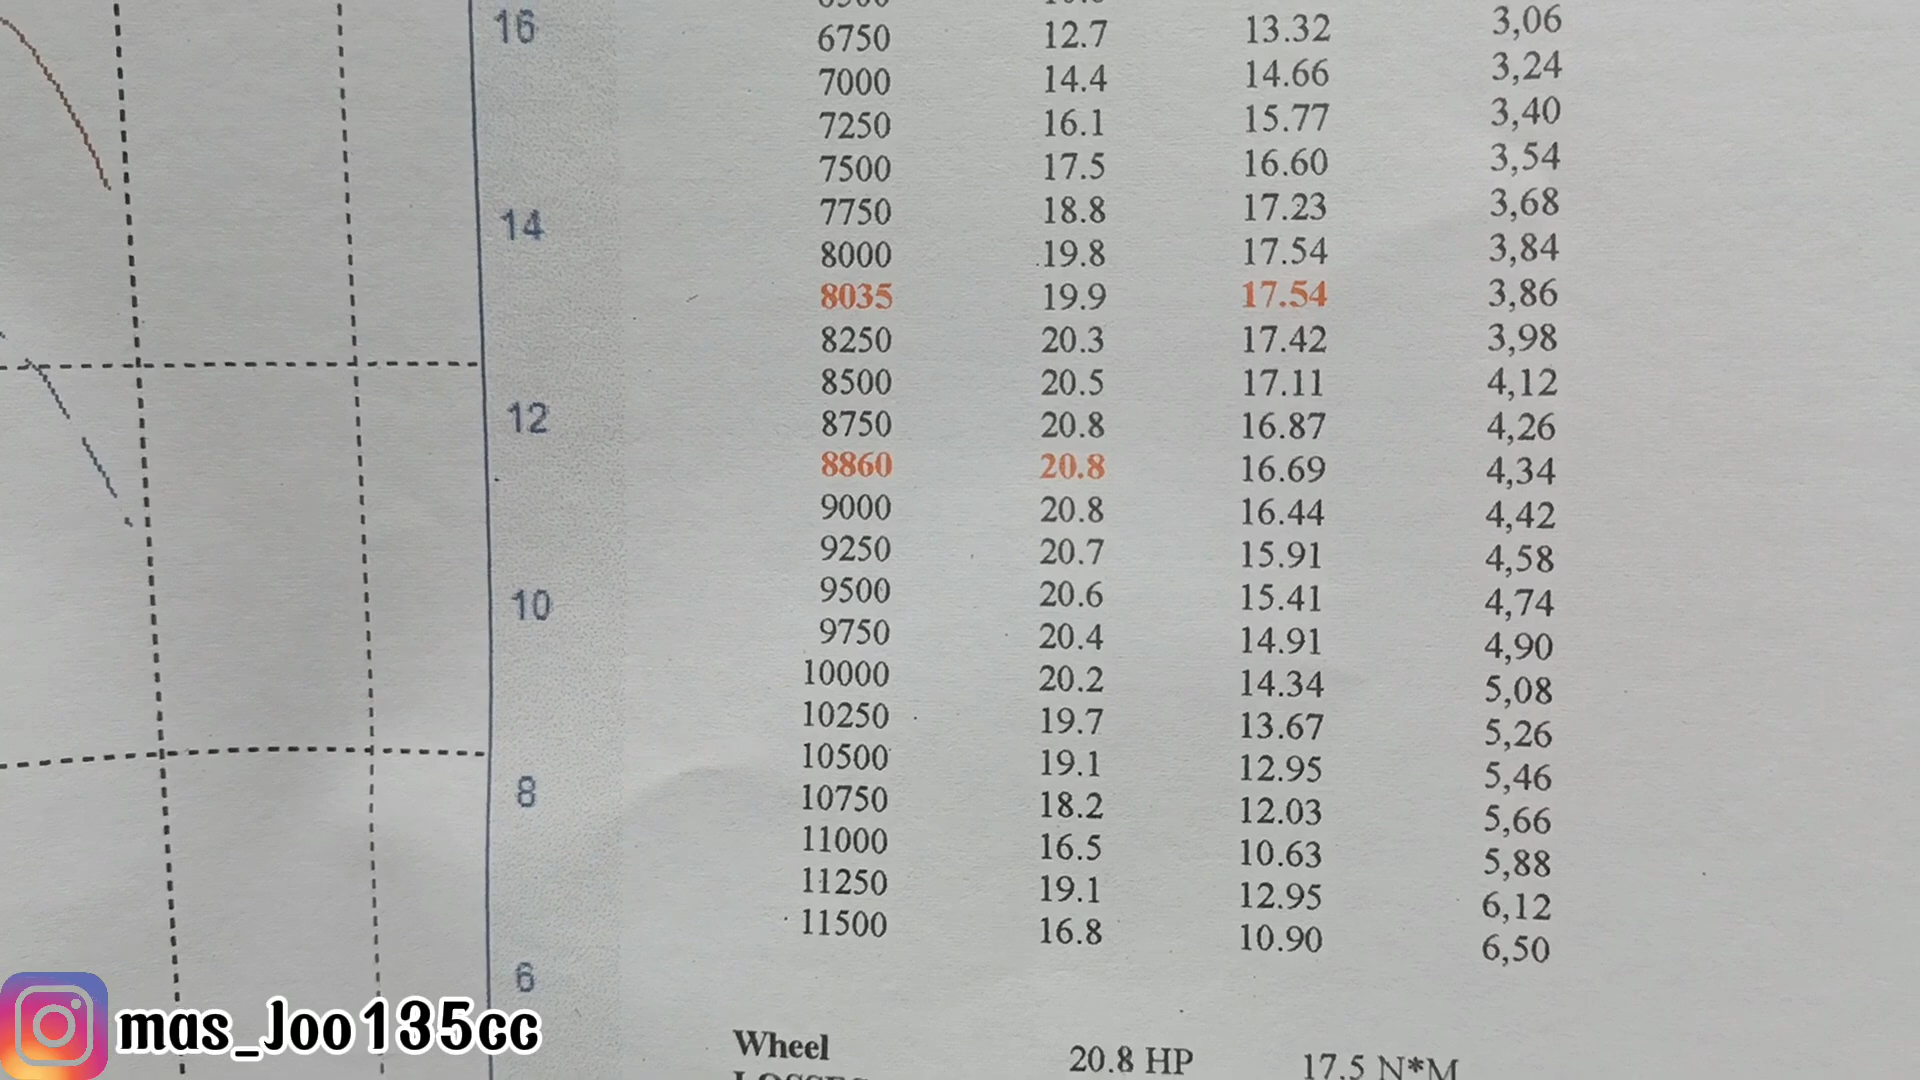 16
14
12
10
8
6
6750 12.7 13.32 3,06
7000 14.4 14.66 3,24
7250 16.1 15.77 3,40
7500 17.5 16.60 3,54
7750 18.8 17.23 3,68
8000 19.8 17.54 3,84
8035 19.9 17.54 3,86
8250 20.3 17.42 3,98
8500 20.5 17.11 4,12
8750 20.8 16.87 4,26
8860 20.8 16.69 4,34
9000 20.8 16.44 4,42
9250 20.7 15.91 4,58
9500 20.6 15.41 4,74
9750 20.4 14.91 4,90
10000 20.2 14.34 5,08
10250 19.7 13.67 5,26
10500 19.1 12.95 5,46
10750 18.2 12.03 5,66
11000 16.5 10.63 5,88
11250 19.1 12.95 6,12
11500 16.8 10.90 6,50
Wheel 20.8 HP 17.5 N*M
mas_Joo135cc